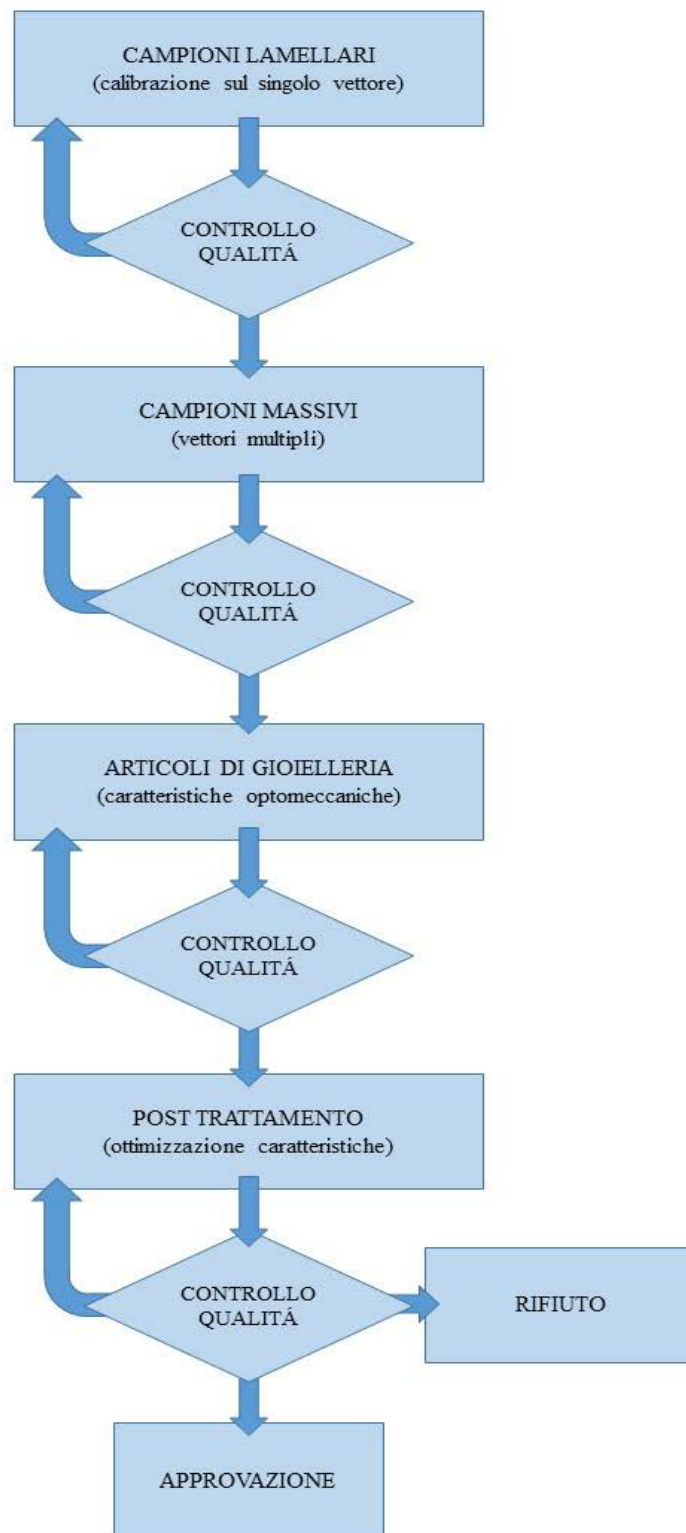 CAMPIONI LAMELLARI
(calibrazione sul singolo vettore)
CONTROLLO
QUALITÁ
CAMPIONI MASSIVI
(vettori multipli)
CONTROLLO
QUALITÁ
ARTICOLI DI GIOIELLERIA
(caratteristiche optomeccaniche)
CONTROLLO
QUALITÁ
POST TRATTAMENTO
(ottimizzazione caratteristiche)
CONTROLLO
QUALITÁ
RIFIUTO
APPROVAZIONE